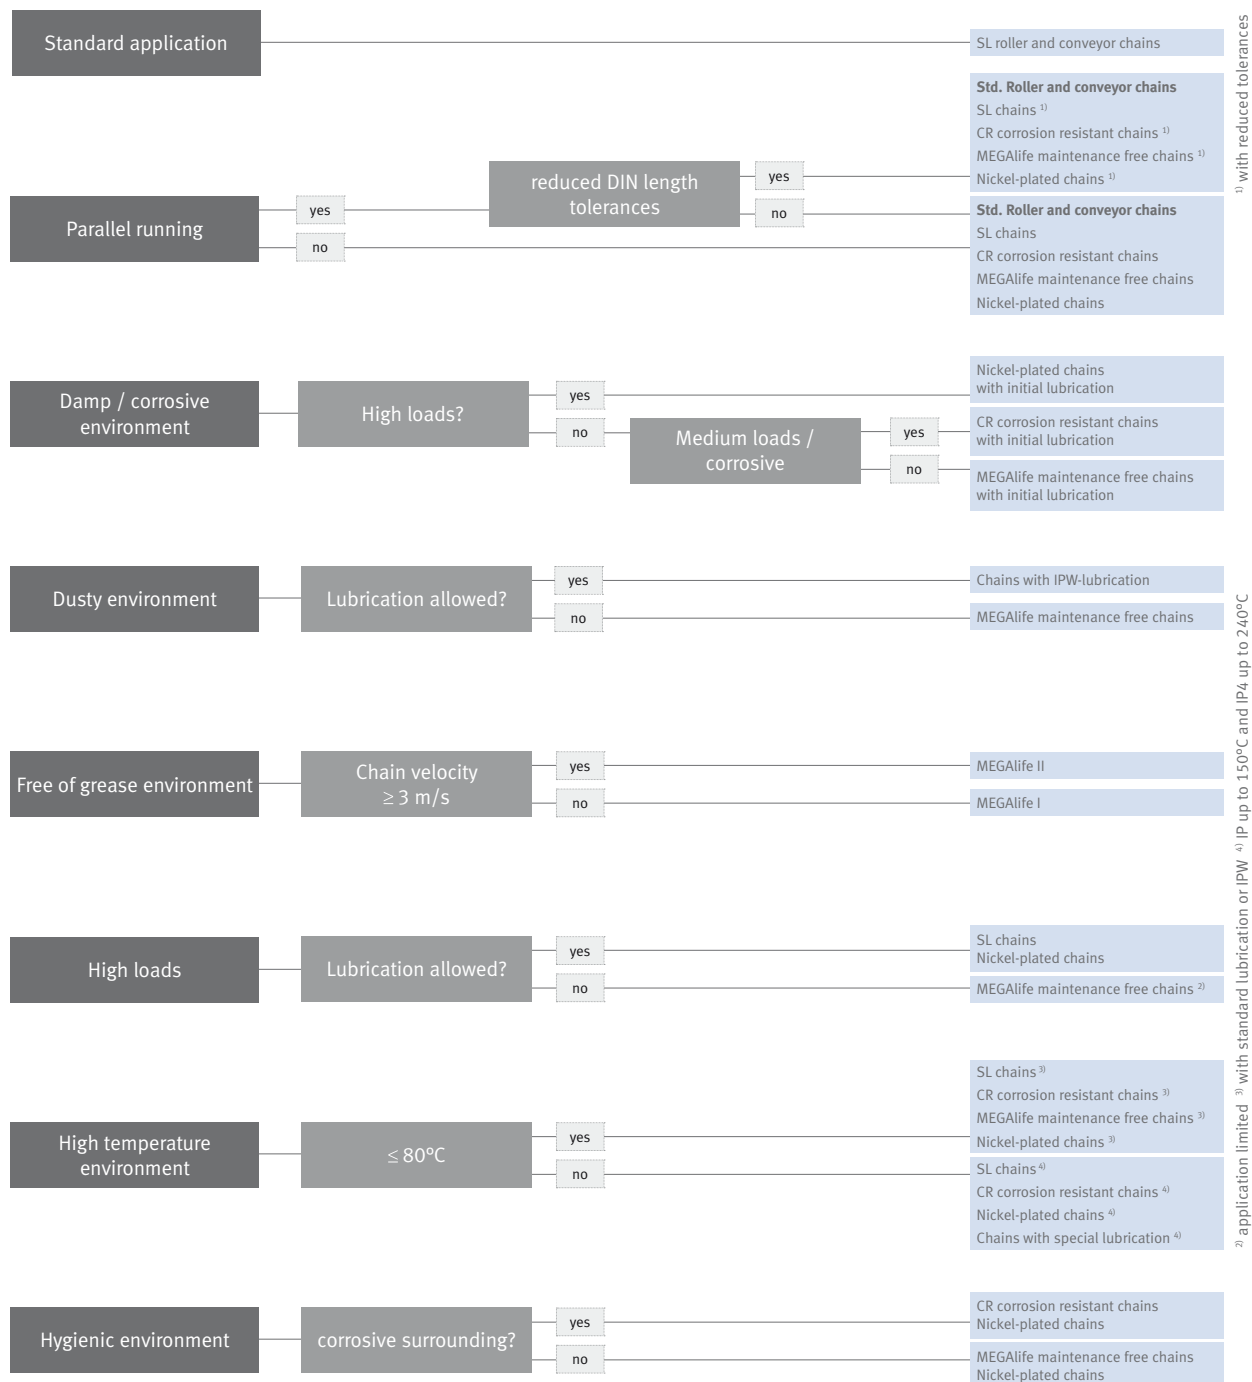 Standard application
SL roller and conveyor chains
Parallel running
yes
no
reduced DIN length
tolerances
yes
no
Std. Roller and conveyor chains
SL chains 1)
CR corrosion resistant chains 1)
MEGAlife maintenance free chains 1)
Nickel-plated chains 1)
Std. Roller and conveyor chains
SL chains
CR corrosion resistant chains
MEGAlife maintenance free chains
Nickel-plated chains
1) with reduced tolerances
Damp / corrosive
environment
High loads?
yes
no
Medium loads /
corrosive
yes
no
Nickel-plated chains
with initial lubrication
CR corrosion resistant chains
with initial lubrication
MEGAlife maintenance free chains
with initial lubrication
Dusty environment
Lubrication allowed?
yes
no
Chains with IPW-lubrication
MEGAlife maintenance free chains
Free of grease environment
Chain velocity
≥ 3 m/s
yes
no
MEGAlife II
MEGAlife I
High loads
Lubrication allowed?
yes
no
SL chains
Nickel-plated chains
MEGAlife maintenance free chains 2)
High temperature
environment
≤ 80°C
yes
no
SL chains 3)
CR corrosion resistant chains 3)
MEGAlife maintenance free chains 3)
Nickel-plated chains 3)
SL chains 4)
CR corrosion resistant chains 4)
Nickel-plated chains 4)
Chains with special lubrication 4)
Hygienic environment
corrosive surrounding?
yes
no
CR corrosion resistant chains
Nickel-plated chains
MEGAlife maintenance free chains
Nickel-plated chains
2) application limited 3) with standard lubrication or IPW 4) IP up to 150°C and IP4 up to 240°C